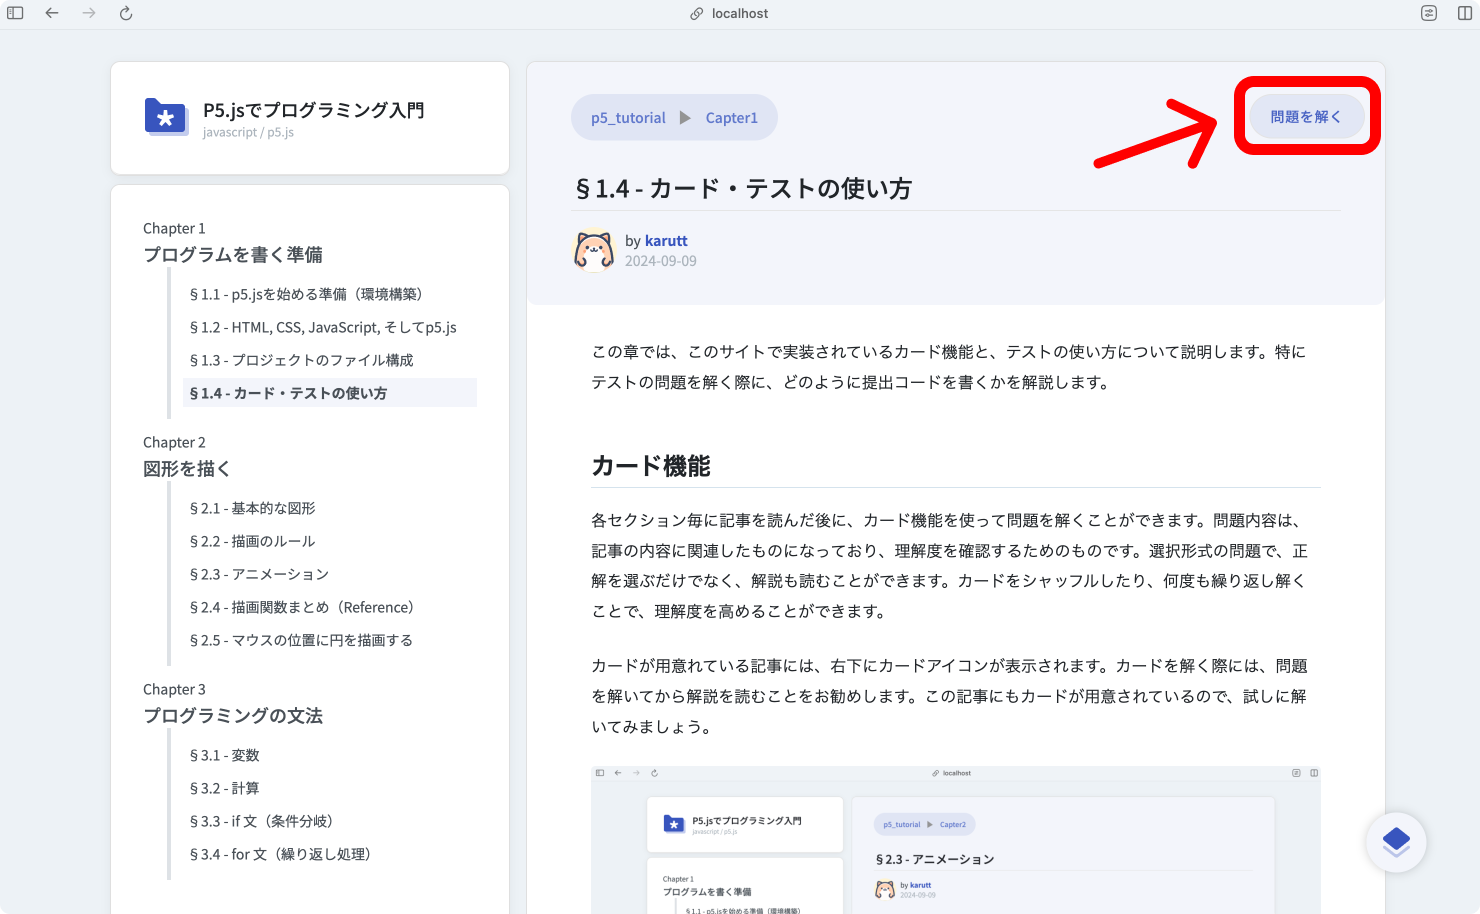 localhost
P5.jsでプログラミング入門
javascript / p5.js
Chapter 1
プログラムを書く準備
§ 1.1 - p5.jsを始める準備（環境構築）
§ 1.2 - HTML, CSS, JavaScript, そしてp5.js
§ 1.3 - プロジェクトのファイル構成
§ 1.4 - カード・テストの使い方
Chapter 2
図形を描く
§ 2.1 - 基本的な図形
§ 2.2 - 描画のルール
§ 2.3 - アニメーション
§ 2.4 - 描画関数まとめ（Reference）
§ 2.5 - マウスの位置に円を描画する
Chapter 3
プログラミングの文法
§ 3.1 - 変数
§ 3.2 - 計算
§ 3.3 - if 文（条件分岐）
§ 3.4 - for 文（繰り返し処理）
p5_tutorial ▶ Capter1
問題を解く
§ 1.4 - カード・テストの使い方
by karutt
2024-09-09
この章では、このサイトで実装されているカード機能と、テストの使い方について説明します。特に
テストの問題を解く際に、どのように提出コードを書くかを解説します。
カード機能
各セクション毎に記事を読んだ後に、カード機能を使って問題を解くことができます。問題内容は、
記事の内容に関連したものになっており、理解度を確認するためのものです。選択形式の問題で、正
解を選ぶだけでなく、解説も読むことができます。カードをシャッフルしたり、何度も繰り返し解く
ことで、理解度を高めることができます。
カードが用意れている記事には、右下にカードアイコンが表示されます。カードを解く際には、問題
を解いてから解説を読むことをお勧めします。この記事にもカードが用意されているので、試しに解
いてみましょう。
localhost
P5.jsでプログラミング入門
javascript / p5.js
Chapter 1
プログラムを書く準備
§ 1.1 - p5.jsを始める準備（環境構築）
p5_tutorial ▶ Capter2
§ 2.3 - アニメーション
by karutt
2024-09-09